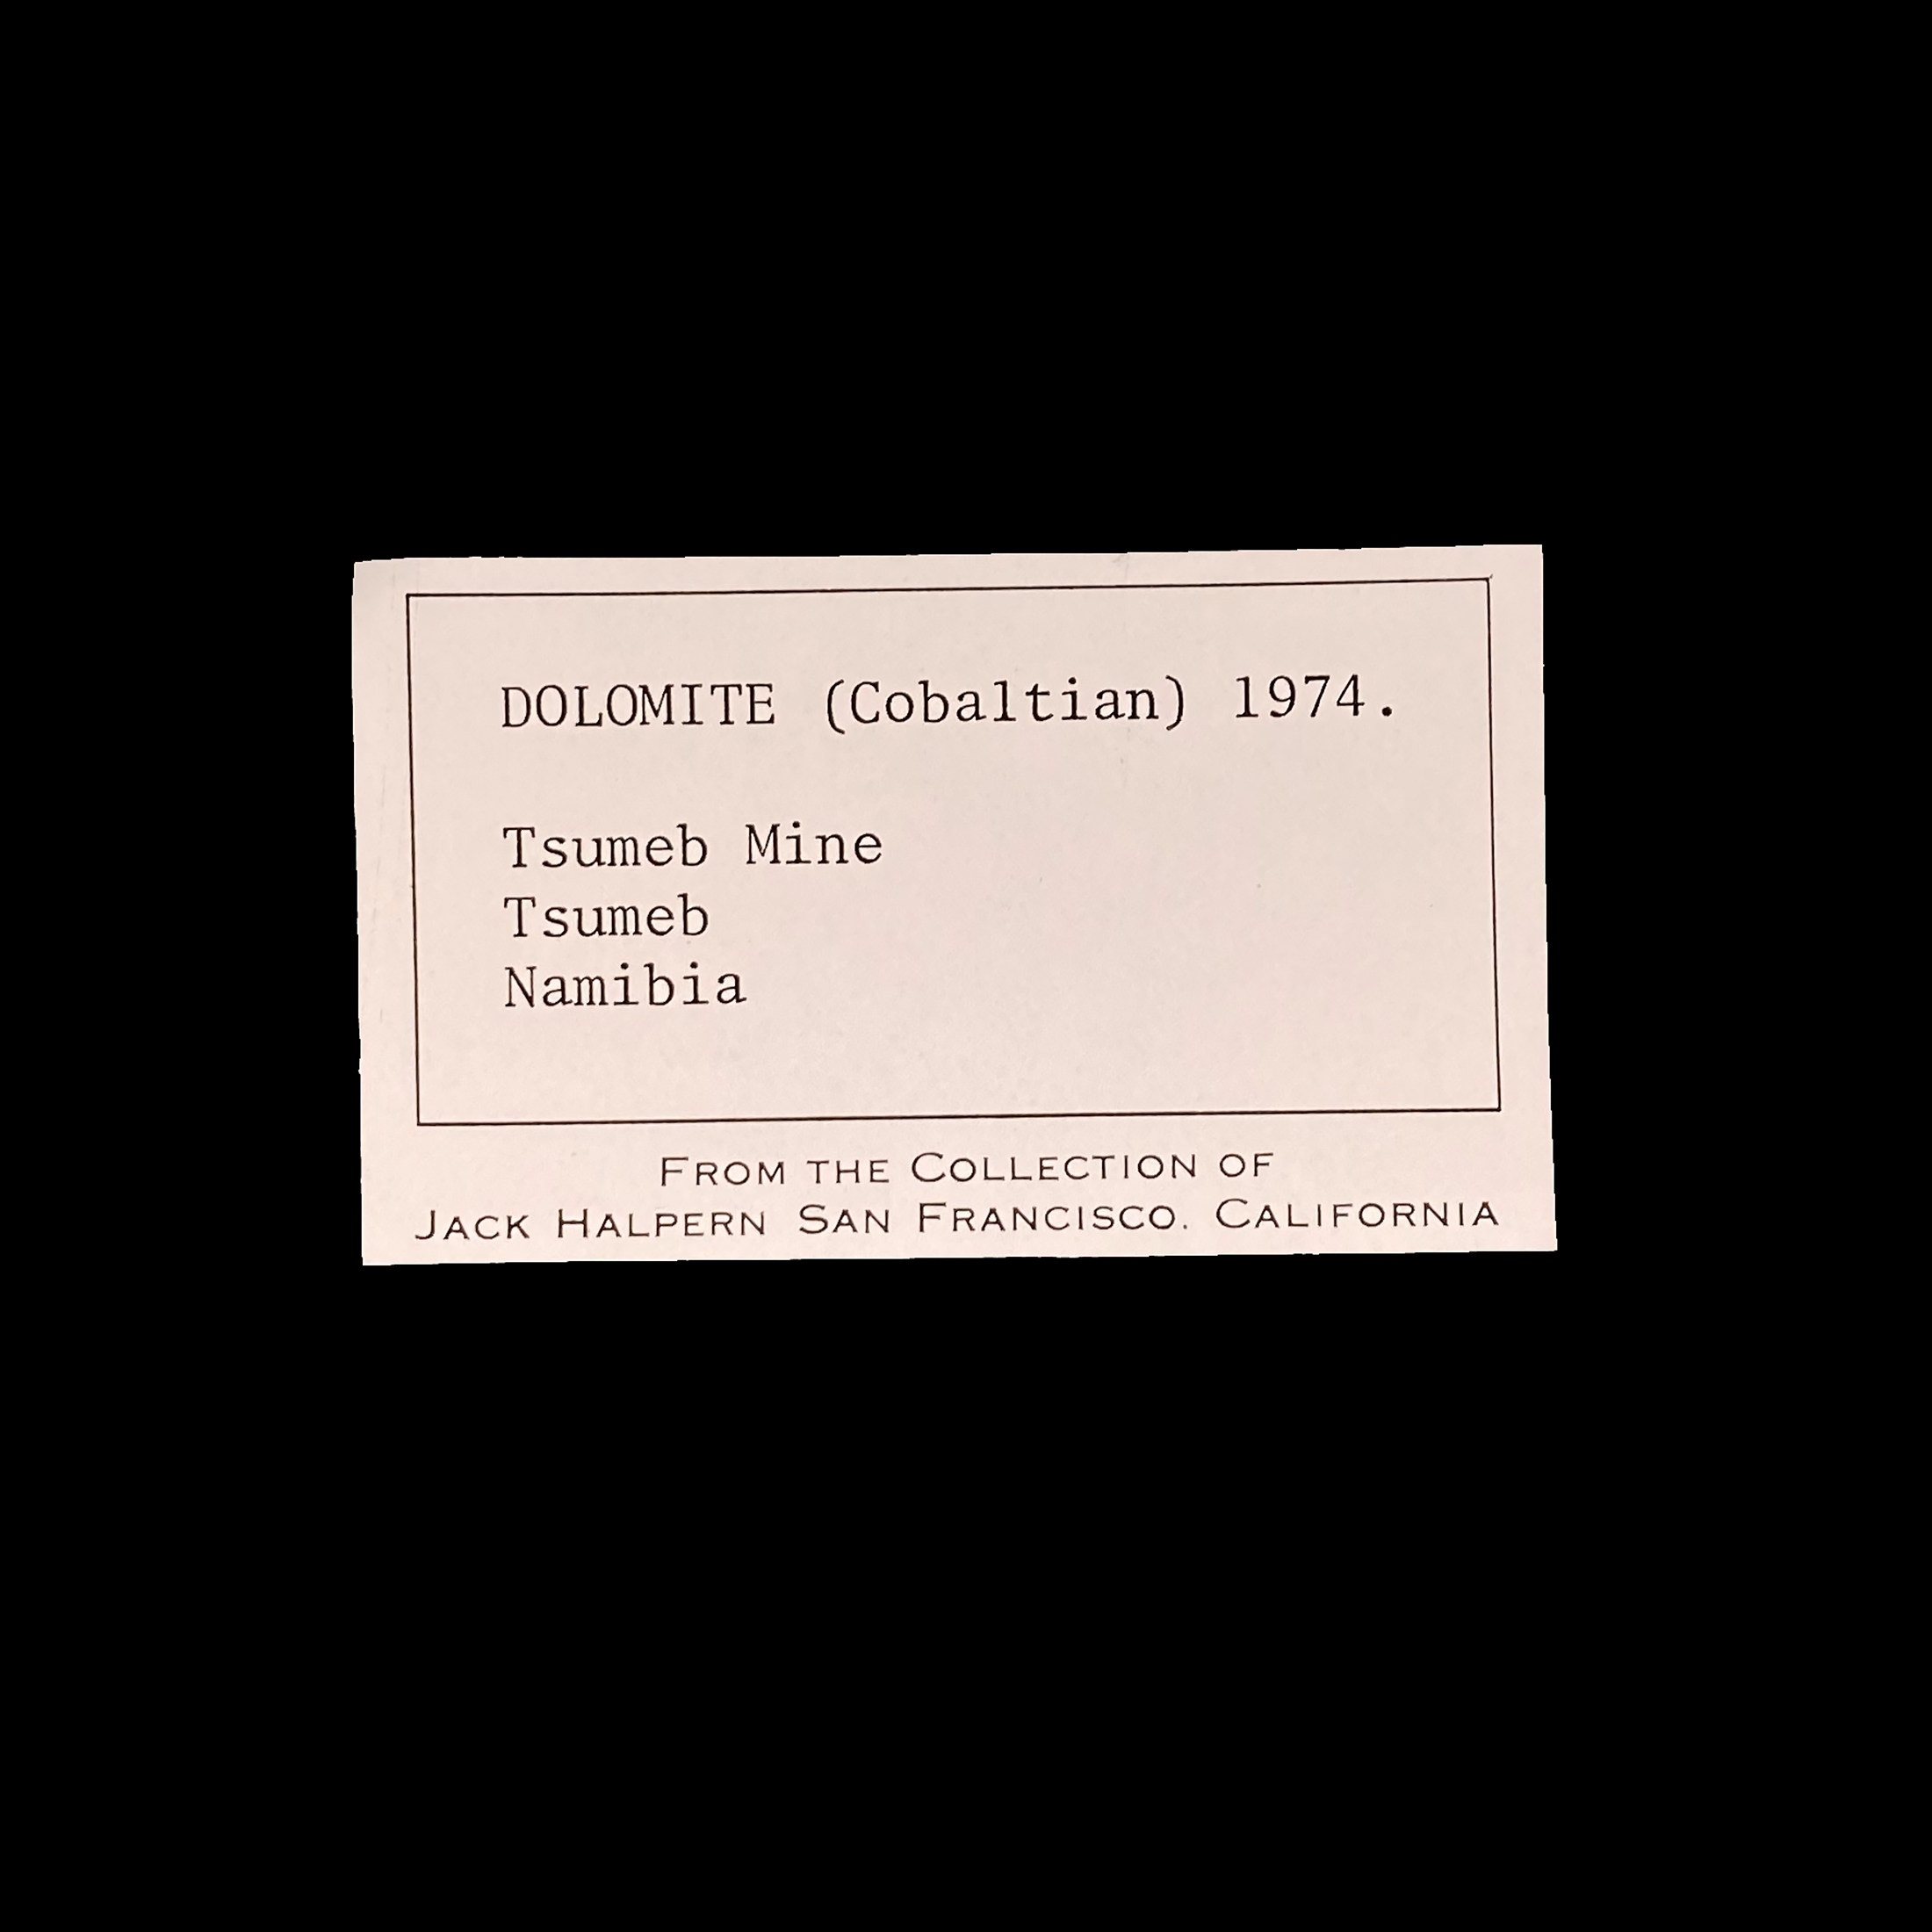 DOLOMITE (Cobaltian) 1974.
Tsumeb Mine
Tsumeb
Namibia
FROM THE COLLECTION OF
JACK HALPERN SAN FRANCISCO. CALIFORNIA